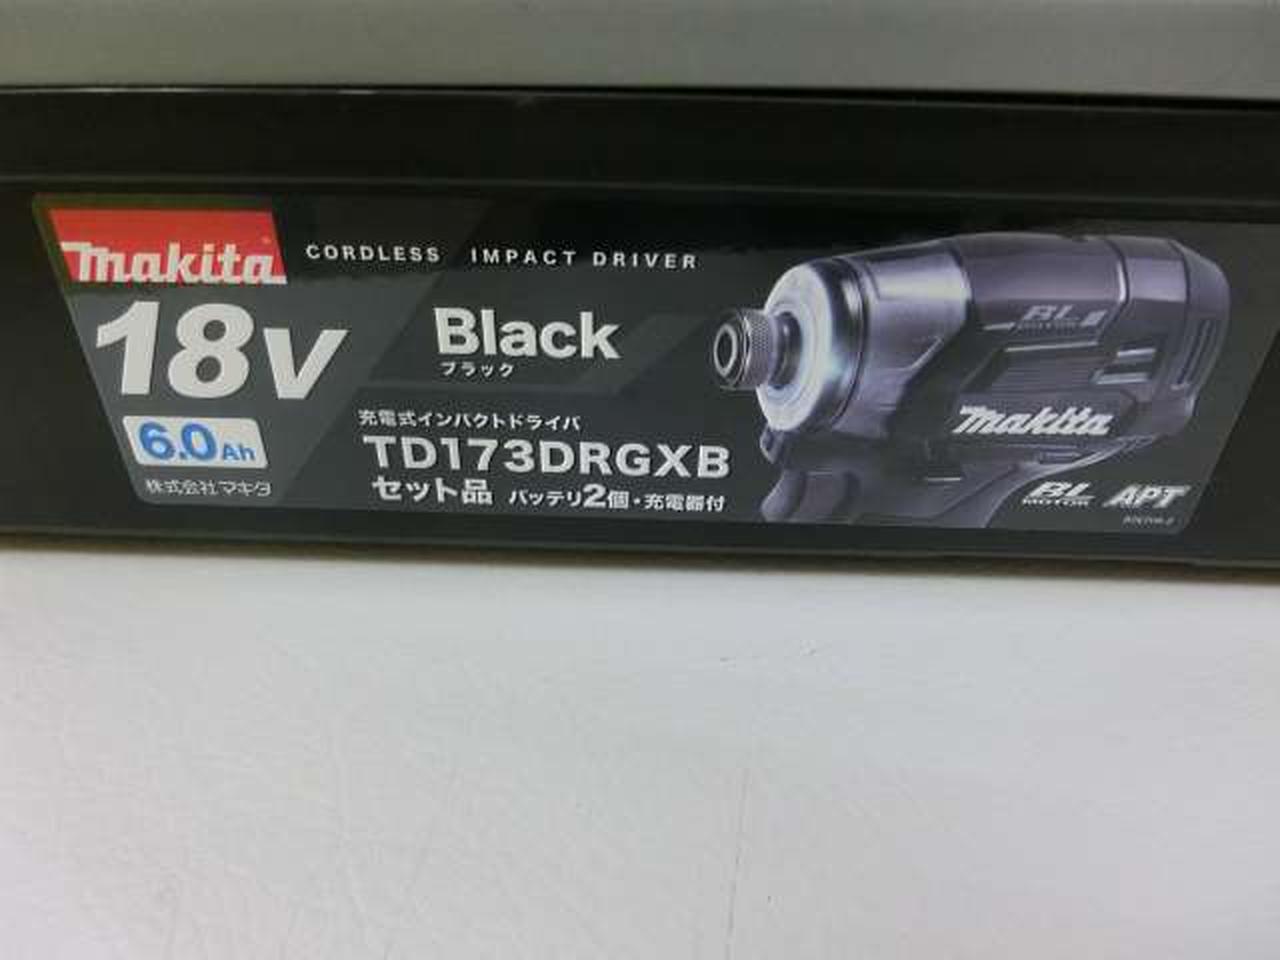 makita
CORDLESS IMPACT DRIVER
18V
Black
ブラック
6.0Ah
充電式インパクトドライバ
TD173DRGXB
セット品 バッテリ2個・充電器付
株式会社マキタ
BL
makita
BL
MOTOR
APT